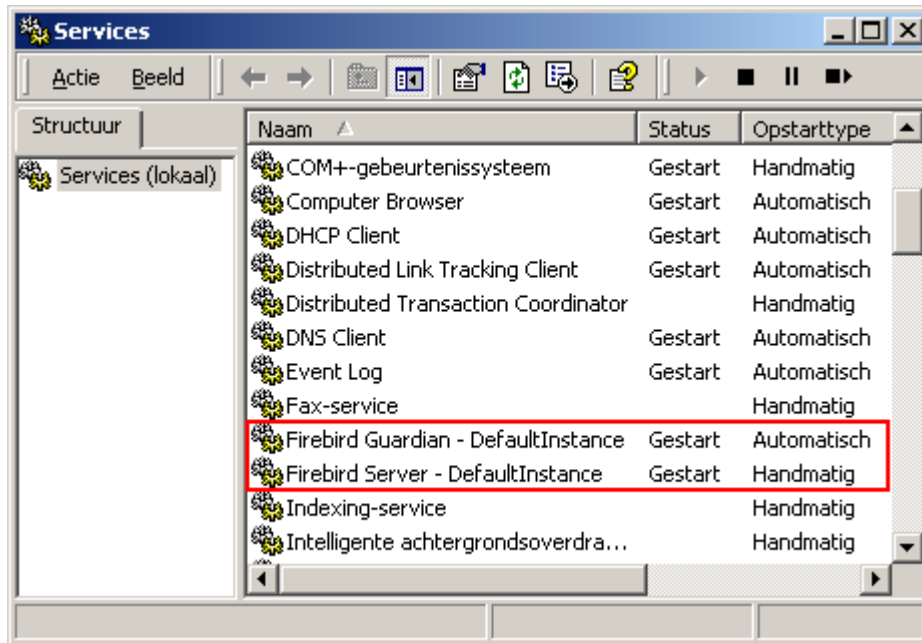 Services
Actie Beeld
Structuur
Services (lokaal)
Naam Status Opstarttype
COM+-gebeurtenissysteem Gestart Handmatig
Computer Browser Gestart Automatisch
DHCP Client Gestart Automatisch
Distributed Link Tracking Client Gestart Automatisch
Distributed Transaction Coordinator Handmatig
DNS Client Gestart Automatisch
Event Log Gestart Automatisch
Fax-service Handmatig
Firebird Guardian - DefaultInstance Gestart Automatisch
Firebird Server - DefaultInstance Gestart Handmatig
Indexing-service Handmatig
Intelligente achtergrondsoverdra... Handmatig